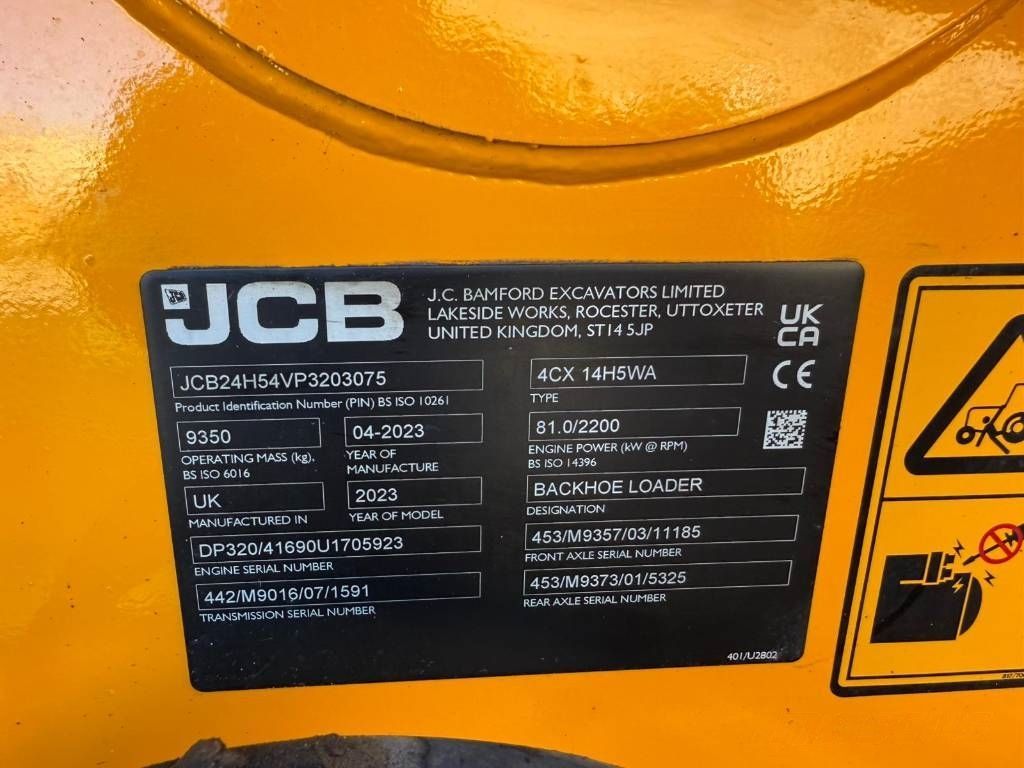 JCB
J.C. BAMFORD EXCAVATORS LIMITED
LAKESIDE WORKS, ROCESTER, UTTOXETER
UNITED KINGDOM, ST14 5JP
UK
CA
CE
JCB24H54VP3203075
Product Identification Number (PIN) BS ISO 10261
4CX 14H5WA
TYPE
9350
OPERATING MASS (kg).
BS ISO 6016
04-2023
YEAR OF
MANUFACTURE
81.0/2200
ENGINE POWER (kW @ RPM)
BS ISO 14396
UK
MANUFACTURED IN
2023
YEAR OF MODEL
BACKHOE LOADER
DESIGNATION
DP320/41690U1705923
ENGINE SERIAL NUMBER
453/M9357/03/11185
FRONT AXLE SERIAL NUMBER
442/M9016/07/1591
TRANSMISSION SERIAL NUMBER
453/M9373/01/5325
REAR AXLE SERIAL NUMBER
401/U2802